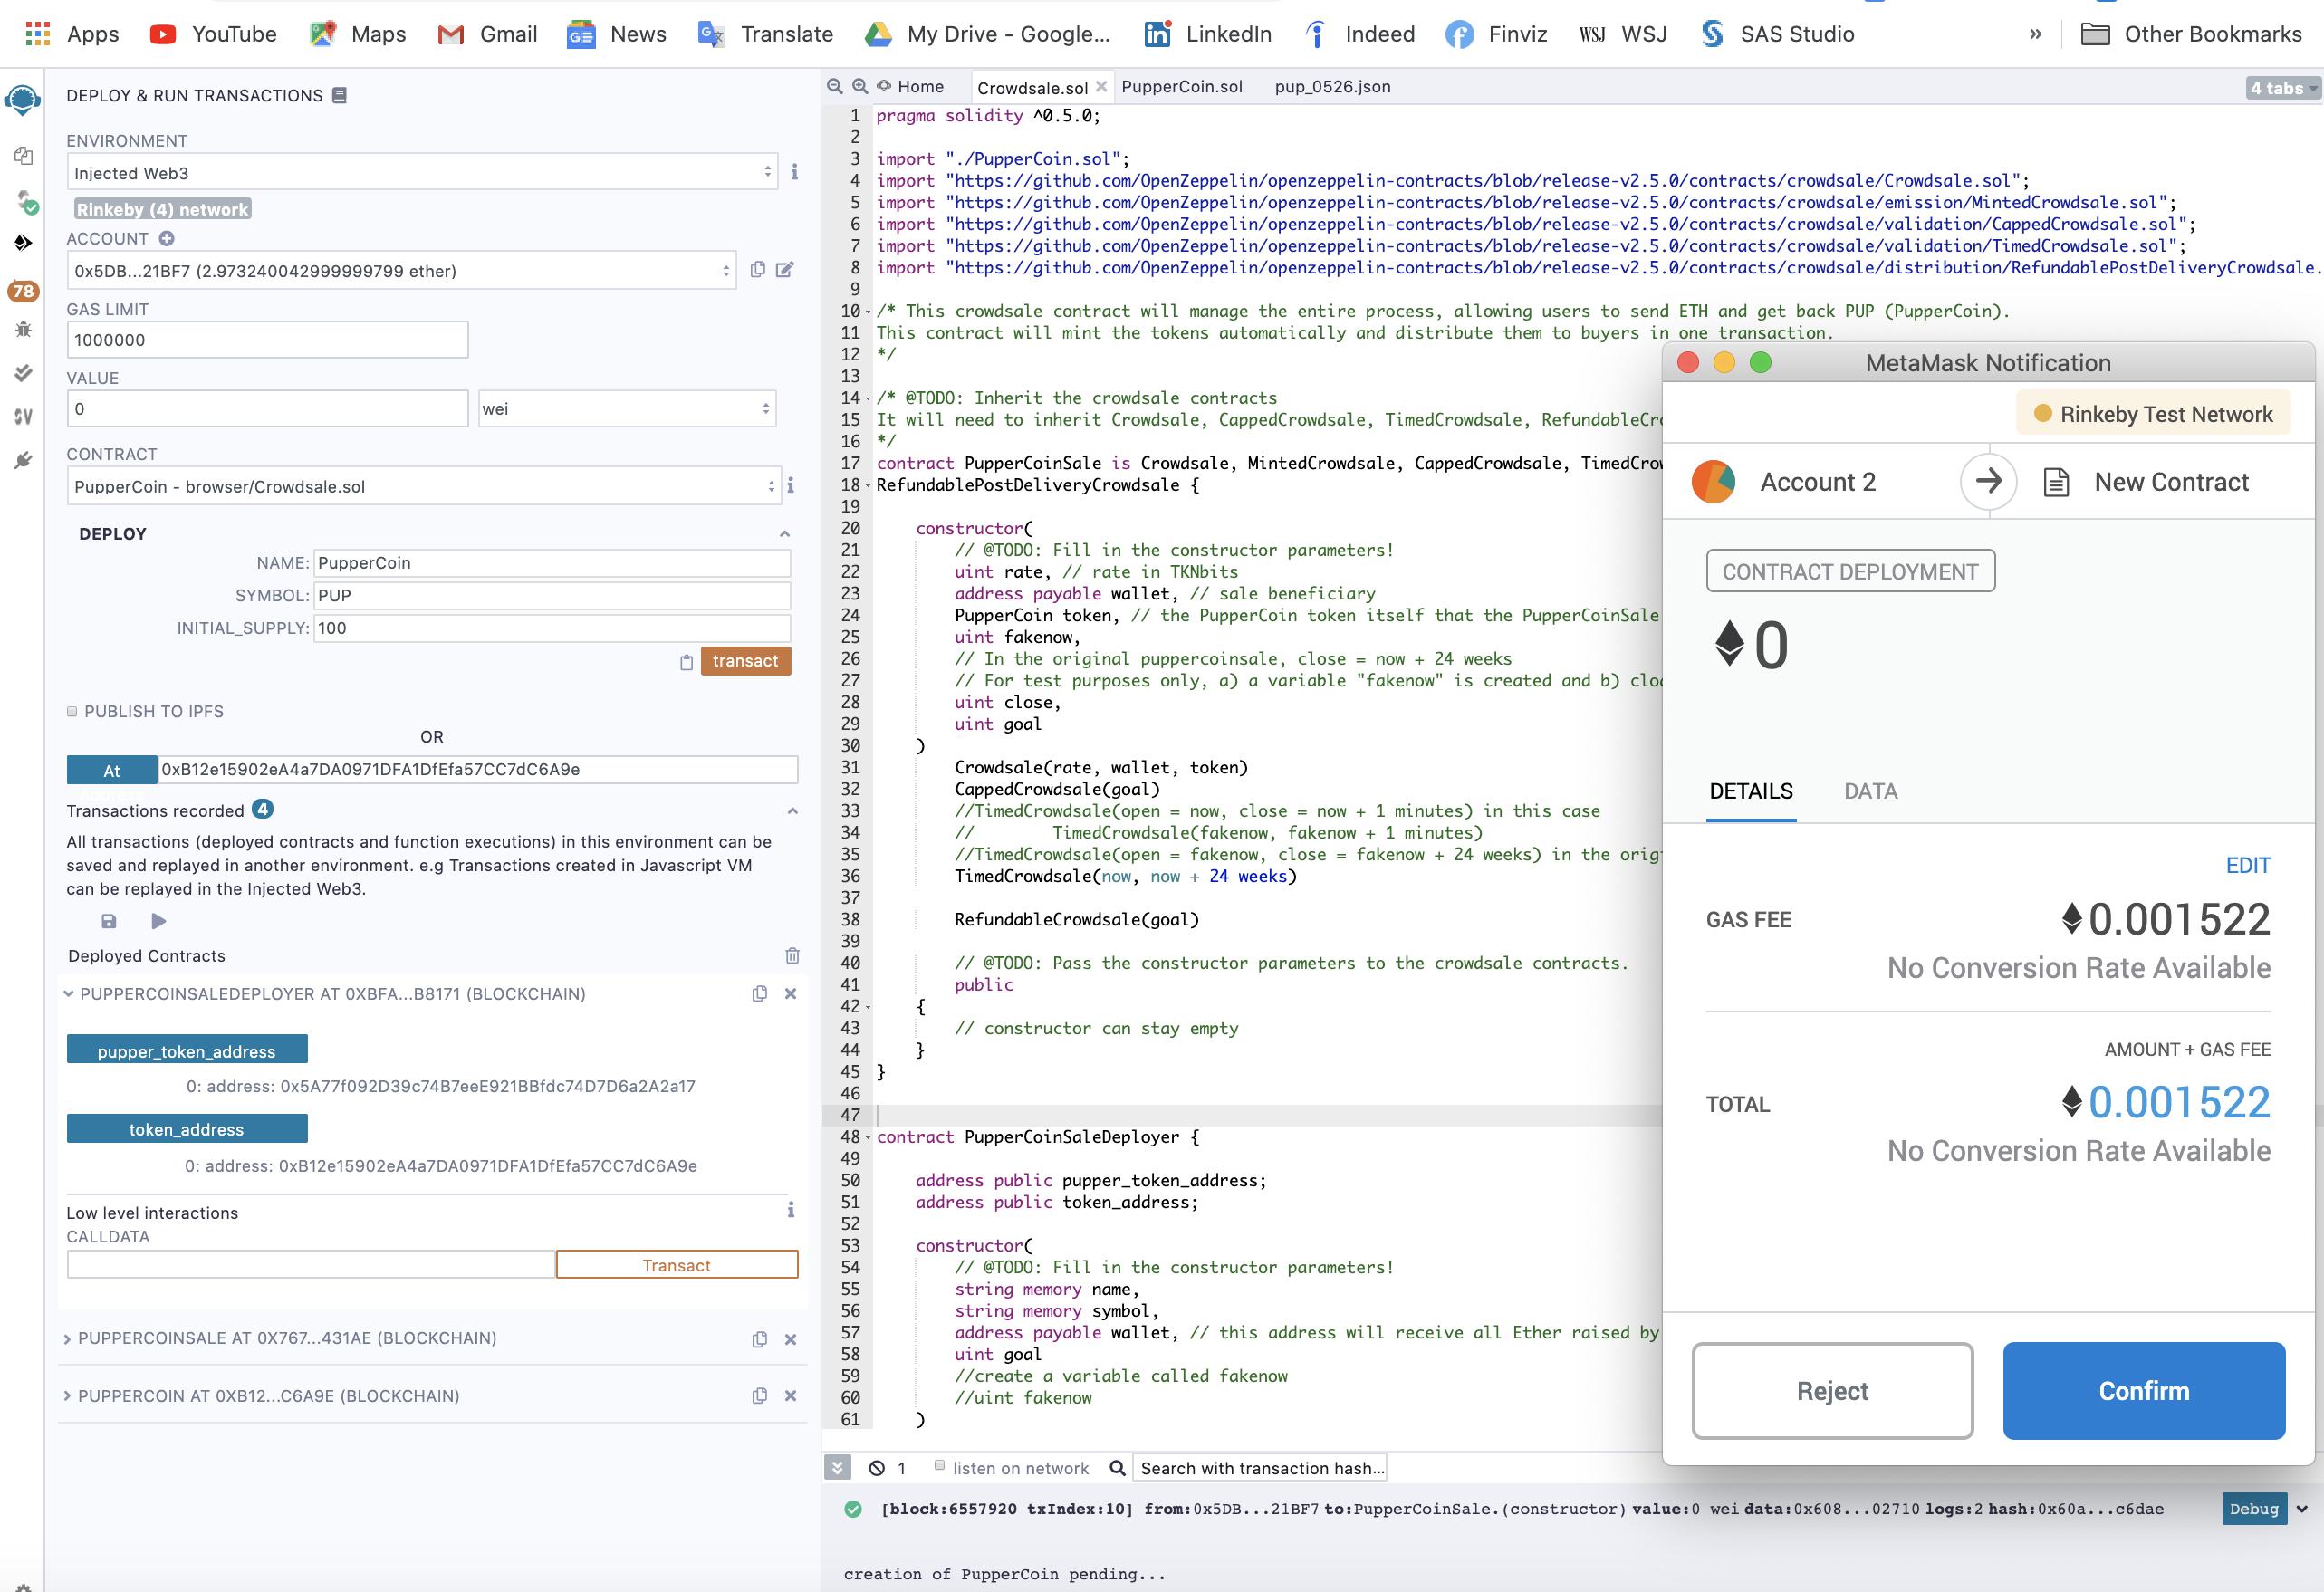 Apps YouTube Maps Gmail News Translate My Drive - Google... LinkedIn Indeed Finviz WSJ WSJ SAS Studio » Other Bookmarks
DEPLOY & RUN TRANSACTIONS
ENVIRONMENT
Injected Web3
Rinkeby (4) network
ACCOUNT
0x5DB...21BF7 (2.973240042999999799 ether)
78
GAS LIMIT
1000000
VALUE
0
wei
CONTRACT
PupperCoin - browser/Crowdsale.sol
DEPLOY
NAME: PupperCoin
SYMBOL: PUP
INITIAL_SUPPLY: 100
transact
PUBLISH TO IPFS
OR
At 0xB12e15902eA4a7DA0971DFA1DfEfa57CC7dC6A9e
Transactions recorded 4
All transactions (deployed contracts and function executions) in this environment can be
saved and replayed in another environment. e.g Transactions created in Javascript VM
can be replayed in the Injected Web3.
Deployed Contracts
PUPPERCOINSALEDEPLOYER AT 0XBFA...B8171 (BLOCKCHAIN)
pupper_token_address
0: address: 0x5A77f092D39c74B7eeE921BBfdc74D7D6a2A2a17
token_address
0: address: 0xB12e15902eA4a7DA0971DFA1DfEfa57CC7dC6A9e
Low level interactions
CALLDATA
Transact
PUPPERCOINSALE AT 0X767...431AE (BLOCKCHAIN)
PUPPERCOIN AT 0XB12...C6A9E (BLOCKCHAIN)
Home Crowdsale.sol PupperCoin.sol pup_0526.json 4 tabs
1 pragma solidity ^0.5.0;
2
3 import "./PupperCoin.sol";
4 import "https://github.com/OpenZeppelin/openzeppelin-contracts/blob/release-v2.5.0/contracts/crowdsale/Crowdsale.sol";
5 import "https://github.com/OpenZeppelin/openzeppelin-contracts/blob/release-v2.5.0/contracts/crowdsale/emission/MintedCrowdsale.sol";
6 import "https://github.com/OpenZeppelin/openzeppelin-contracts/blob/release-v2.5.0/contracts/crowdsale/validation/CappedCrowdsale.sol";
7 import "https://github.com/OpenZeppelin/openzeppelin-contracts/blob/release-v2.5.0/contracts/crowdsale/validation/TimedCrowdsale.sol";
8 import "https://github.com/OpenZeppelin/openzeppelin-contracts/blob/release-v2.5.0/contracts/crowdsale/distribution/RefundablePostDeliveryCrowdsale.
9
10 /* This crowdsale contract will manage the entire process, allowing users to send ETH and get back PUP (PupperCoin).
11 This contract will mint the tokens automatically and distribute them to buyers in one transaction.
12 */
13
14 /* @TODO: Inherit the crowdsale contracts
15 It will need to inherit Crowdsale, CappedCrowdsale, TimedCrowdsale, RefundableCr
16 */
17 contract PupperCoinSale is Crowdsale, MintedCrowdsale, CappedCrowdsale, TimedCrow
18 RefundablePostDeliveryCrowdsale {
19
20 constructor(
21 // @TODO: Fill in the constructor parameters!
22 uint rate, // rate in TKNbits
23 address payable wallet, // sale beneficiary
24 PupperCoin token, // the PupperCoin token itself that the PupperCoinSale
25 uint fakenow,
26 // In the original puppercoinsale, close = now + 24 weeks
27 // For test purposes only, a) a variable "fakenow" is created and b) clo
28 uint close,
29 uint goal
30 )
31 Crowdsale(rate, wallet, token)
32 CappedCrowdsale(goal)
33 //TimedCrowdsale(open = now, close = now + 1 minutes) in this case
34 // TimedCrowdsale(fakenow, fakenow + 1 minutes)
35 //TimedCrowdsale(open = fakenow, close = fakenow + 24 weeks) in the orig
36 TimedCrowdsale(now, now + 24 weeks)
37
38 RefundableCrowdsale(goal)
39
40 // @TODO: Pass the constructor parameters to the crowdsale contracts.
41 public
42 {
43 // constructor can stay empty
44 }
45 }
46
47
48 contract PupperCoinSaleDeployer {
49
50 address public pupper_token_address;
51 address public token_address;
52
53 constructor(
54 // @TODO: Fill in the constructor parameters!
55 string memory name,
56 string memory symbol,
57 address payable wallet, // this address will receive all Ether raised by
58 uint goal
59 //create a variable called fakenow
60 //uint fakenow
61 )
1 listen on network Search with transaction hash...
[block:6557920 txIndex:10] from:0x5DB...21BF7 to:PupperCoinSale.(constructor) value:0 wei data:0x608...02710 logs:2 hash:0x60a...c6dae Debug
creation of PupperCoin pending...
MetaMask Notification
Rinkeby Test Network
Account 2 New Contract
CONTRACT DEPLOYMENT
0
DETAILS DATA
EDIT
GAS FEE 0.001522
No Conversion Rate Available
AMOUNT + GAS FEE
TOTAL 0.001522
No Conversion Rate Available
Reject Confirm